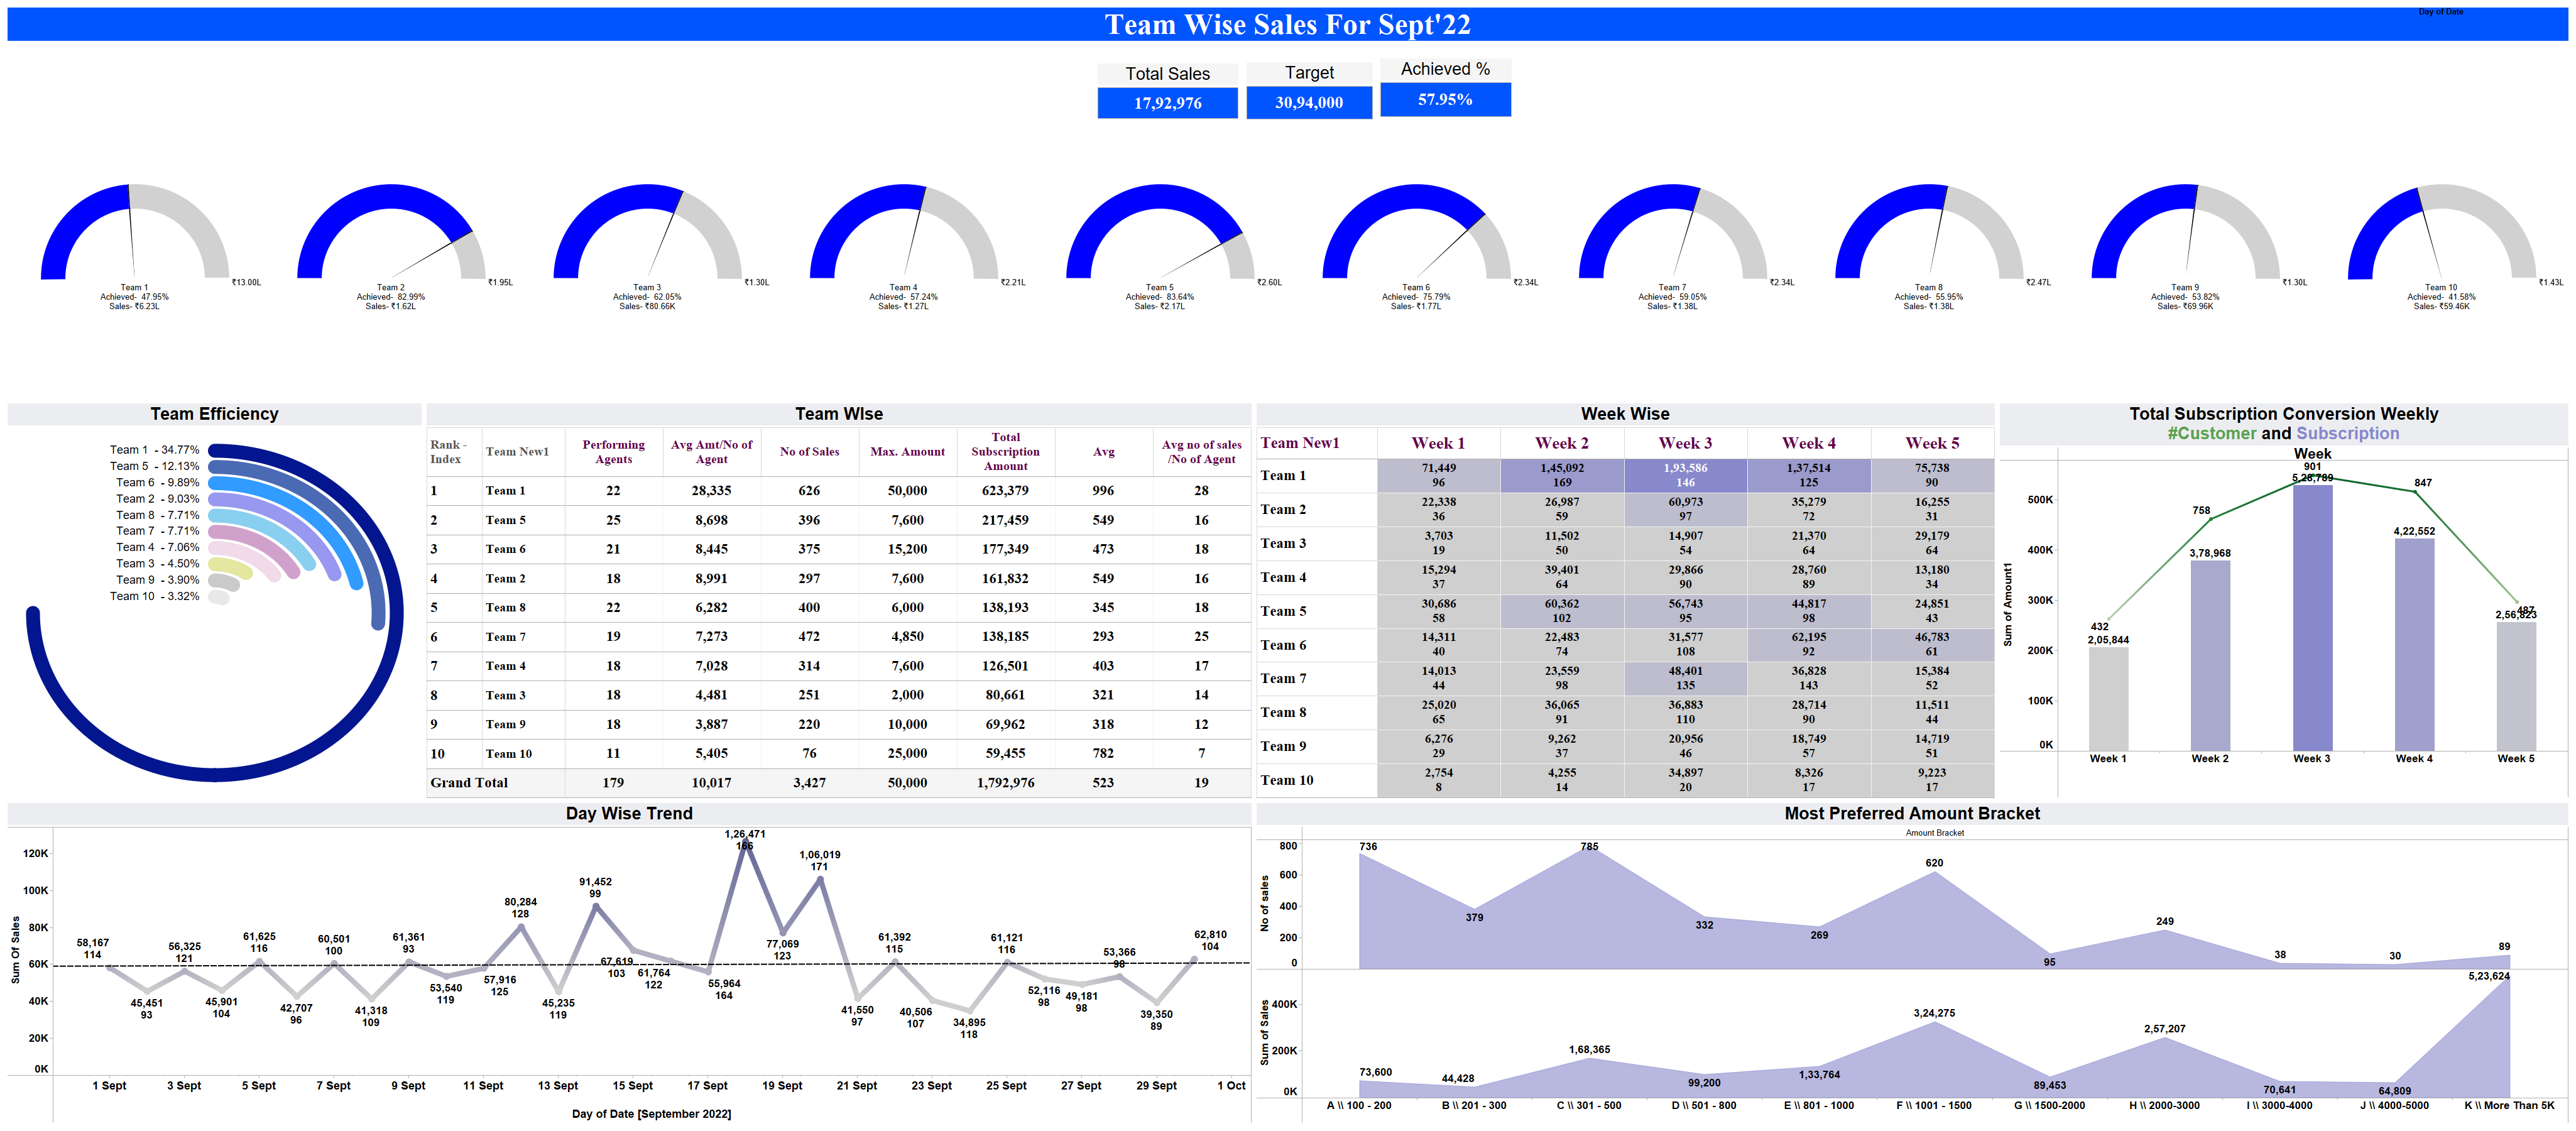 Team Wise Sales For Sept'22
Day of Date
Total Sales
Target
Achieved %
17,92,976
30,94,000
57.95%
₹13.00L
Team 1
Achieved- 47.95%
Sales- ₹6.23L
₹1.95L
Team 2
Achieved- 82.99%
Sales- ₹1.62L
₹1.30L
Team 3
Achieved- 62.05%
Sales- ₹80.66K
₹2.21L
Team 4
Achieved- 57.24%
Sales- ₹1.27L
₹2.60L
Team 5
Achieved- 83.64%
Sales- ₹2.17L
₹2.34L
Team 6
Achieved- 75.79%
Sales- ₹1.77L
₹2.34L
Team 7
Achieved- 59.05%
Sales- ₹1.38L
₹2.47L
Team 8
Achieved- 55.95%
Sales- ₹1.38L
₹1.30L
Team 9
Achieved- 53.82%
Sales- ₹69.96K
₹1.43L
Team 10
Achieved- 41.58%
Sales- ₹59.46K
Team Efficiency
Team 1 - 34.77%
Team 5 - 12.13%
Team 6 - 9.89%
Team 2 - 9.03%
Team 8 - 7.71%
Team 7 - 7.71%
Team 4 - 7.06%
Team 3 - 4.50%
Team 9 - 3.90%
Team 10 - 3.32%
Team WIse
Rank - Index Team New1 Performing Agents Avg Amt/No of Agent No of Sales Max. Amount Total Subscription Amount Avg Avg no of sales /No of Agent
1 Team 1 22 28,335 626 50,000 623,379 996 28
2 Team 5 25 8,698 396 7,600 217,459 549 16
3 Team 6 21 8,445 375 15,200 177,349 473 18
4 Team 2 18 8,991 297 7,600 161,832 549 16
5 Team 8 22 6,282 400 6,000 138,193 345 18
6 Team 7 19 7,273 472 4,850 138,185 293 25
7 Team 4 18 7,028 314 7,600 126,501 403 17
8 Team 3 18 4,481 251 2,000 80,661 321 14
9 Team 9 18 3,887 220 10,000 69,962 318 12
10 Team 10 11 5,405 76 25,000 59,455 782 7
Grand Total 179 10,017 3,427 50,000 1,792,976 523 19
Week Wise
Team New1 Week 1 Week 2 Week 3 Week 4 Week 5
Team 1
71,449 1,45,092 1,93,586 1,37,514 75,738
96 169 146 125 90
Team 2
22,338 26,987 60,973 35,279 16,255
36 59 97 72 31
Team 3
3,703 11,502 14,907 21,370 29,179
19 50 54 64 64
Team 4
15,294 39,401 29,866 28,760 13,180
37 64 90 89 34
Team 5
30,686 60,362 56,743 44,817 24,851
58 102 95 98 43
Team 6
14,311 22,483 31,577 62,195 46,783
40 74 108 92 61
Team 7
14,013 23,559 48,401 36,828 15,384
44 98 135 143 52
Team 8
25,020 36,065 36,883 28,714 11,511
65 91 110 90 44
Team 9
6,276 9,262 20,956 18,749 14,719
29 37 46 57 51
Team 10
2,754 4,255 34,897 8,326 9,223
8 14 20 17 17
Total Subscription Conversion Weekly
#Customer and Subscription
Week
Sum of Amount1
500K
400K
300K
200K
100K
0K
432
2,05,844
758
3,78,968
901
5,28,789
847
4,22,552
487
2,56,823
Week 1 Week 2 Week 3 Week 4 Week 5
Day Wise Trend
Sum Of Sales
120K
100K
80K
60K
40K
20K
0K
58,167
114
45,451
93
56,325
121
45,901
104
61,625
116
42,707
96
60,501
100
41,318
109
61,361
93
53,540
119
57,916
125
80,284
128
45,235
119
91,452
99
67,619
103
61,764
122
55,964
164
1,26,471
166
77,069
123
1,06,019
171
41,550
97
61,392
115
40,506
107
34,895
118
61,121
116
52,116
98
49,181
98
53,366
98
39,350
89
62,810
104
1 Sept 3 Sept 5 Sept 7 Sept 9 Sept 11 Sept 13 Sept 15 Sept 17 Sept 19 Sept 21 Sept 23 Sept 25 Sept 27 Sept 29 Sept 1 Oct
Day of Date [September 2022]
Most Preferred Amount Bracket
Amount Bracket
No of sales
800
600
400
200
0
736 379 785 332 269 620 95 249 38 30 89
Sum of Sales
400K
200K
0K
73,600 44,428 1,68,365 99,200 1,33,764 3,24,275 89,453 2,57,207 70,641 64,809 5,23,624
A \\ 100 - 200 B \\ 201 - 300 C \\ 301 - 500 D \\ 501 - 800 E \\ 801 - 1000 F \\ 1001 - 1500 G \\ 1500-2000 H \\ 2000-3000 I \\ 3000-4000 J \\ 4000-5000 K \\ More Than 5K